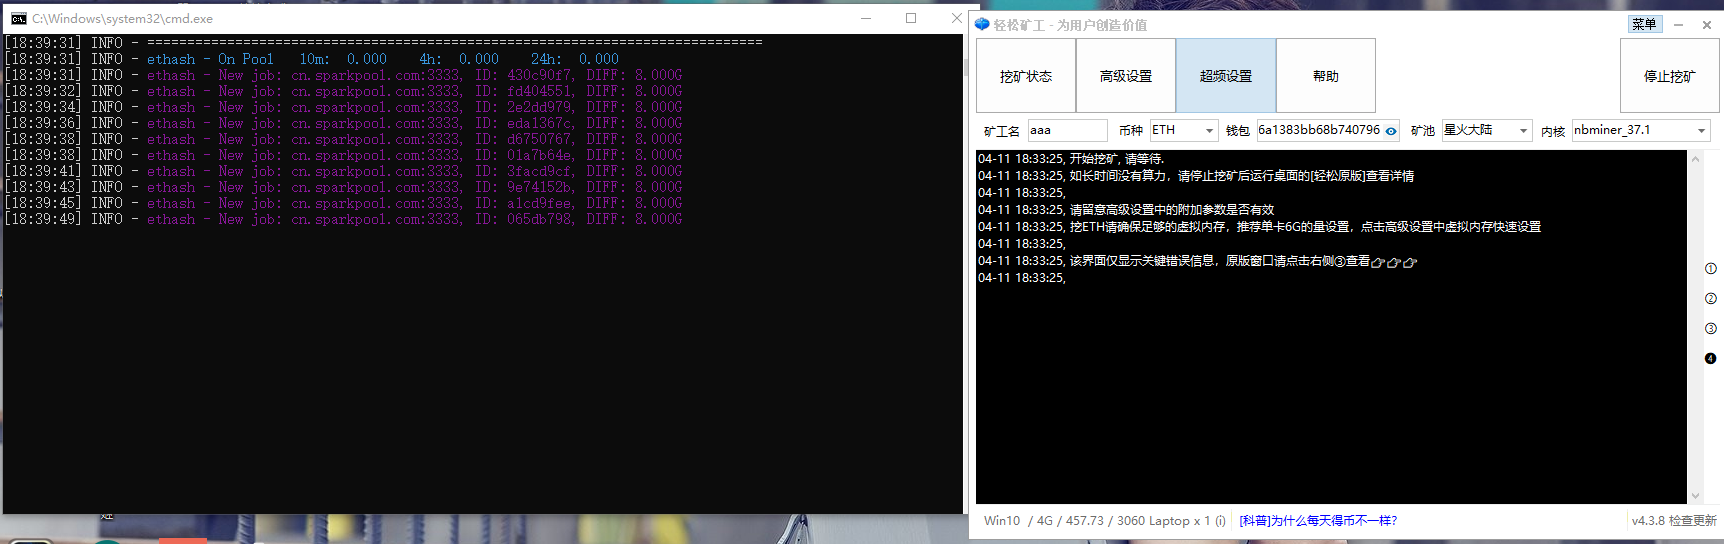 C:\Windows\system32\cmd.exe
[18:39:31] INFO - =============================================================================
[18:39:31] INFO - ethash - On Pool   10m:  0.000    4h:  0.000    24h:  0.000
[18:39:31] INFO - ethash - New job: cn.sparkpool.com:3333, ID: 430c90f7, DIFF: 8.000G
[18:39:32] INFO - ethash - New job: cn.sparkpool.com:3333, ID: fd404551, DIFF: 8.000G
[18:39:34] INFO - ethash - New job: cn.sparkpool.com:3333, ID: 2e2dd979, DIFF: 8.000G
[18:39:36] INFO - ethash - New job: cn.sparkpool.com:3333, ID: eda1367c, DIFF: 8.000G
[18:39:38] INFO - ethash - New job: cn.sparkpool.com:3333, ID: d6750767, DIFF: 8.000G
[18:39:38] INFO - ethash - New job: cn.sparkpool.com:3333, ID: 01a7b64e, DIFF: 8.000G
[18:39:41] INFO - ethash - New job: cn.sparkpool.com:3333, ID: 3facd9cf, DIFF: 8.000G
[18:39:43] INFO - ethash - New job: cn.sparkpool.com:3333, ID: 9e74152b, DIFF: 8.000G
[18:39:45] INFO - ethash - New job: cn.sparkpool.com:3333, ID: a1cd9fee, DIFF: 8.000G
[18:39:49] INFO - ethash - New job: cn.sparkpool.com:3333, ID: 065db798, DIFF: 8.000G
轻松矿工 - 为用户创造价值 菜单
挖矿状态 高级设置 超频设置 帮助 停止挖矿
矿工名 aaa 币种 ETH 钱包 6a1383bb68b740796 矿池 星火大陆 内核 nbminer_37.1
04-11 18:33:25, 开始挖矿, 请等待.
04-11 18:33:25, 如长时间没有算力，请停止挖矿后运行桌面的[轻松原版]查看详情
04-11 18:33:25,
04-11 18:33:25, 请留意高级设置中的附加参数是否有效
04-11 18:33:25, 挖ETH请确保足够的虚拟内存，推荐单卡6G的量设置，点击高级设置中虚拟内存快速设置
04-11 18:33:25,
04-11 18:33:25, 该界面仅显示关键错误信息，原版窗口请点击右侧③查看👉👉👉
04-11 18:33:25,
①
②
③
❹
Win10 / 4G / 457.73 / 3060 Laptop x 1 (i) [科普]为什么每天得币不一样? v4.3.8 检查更新